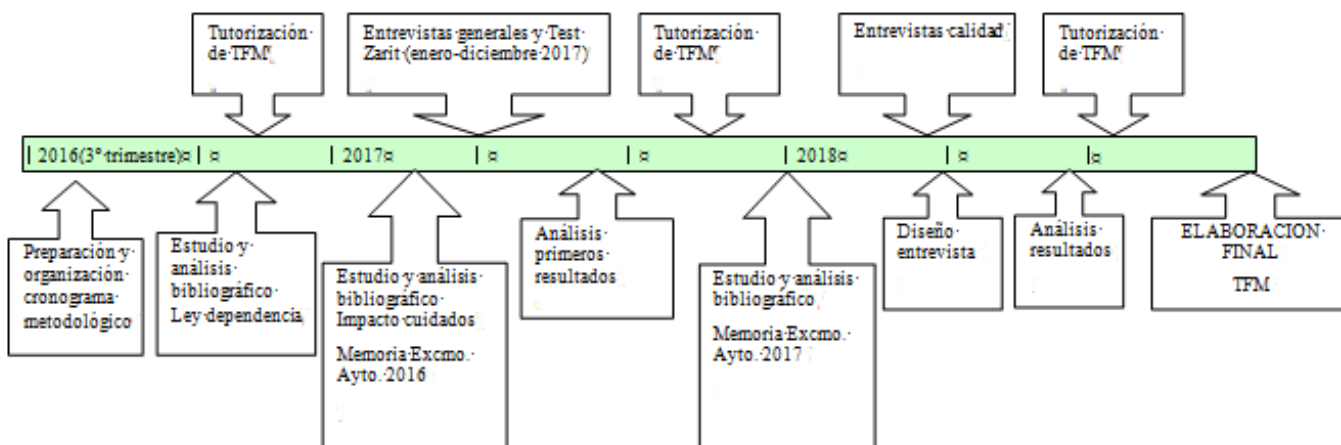 Tutorización
de TFM
Entrevistas generales y Test
Zarit (enero-diciembre 2017)
Tutorización
de TFM
Entrevistas calidad
Tutorización
de TFM
| 2016(3º trimestre)¤ | ¤ | 2017¤ | ¤ | ¤ | 2018¤ | ¤ | ¤
Preparación y
organización
cronograma
metodológico
Estudio y
análisis
bibliográfico
Ley dependencia
Estudio y análisis
bibliográfico
Impacto cuidados
Memoria Excmo.
Ayto. 2016
Análisis
primeros
resultados
Estudio y análisis
bibliográfico
Memoria Excmo.
Ayto. 2017
Diseño
entrevista
Análisis
resultados
ELABORACION
FINAL
TFM